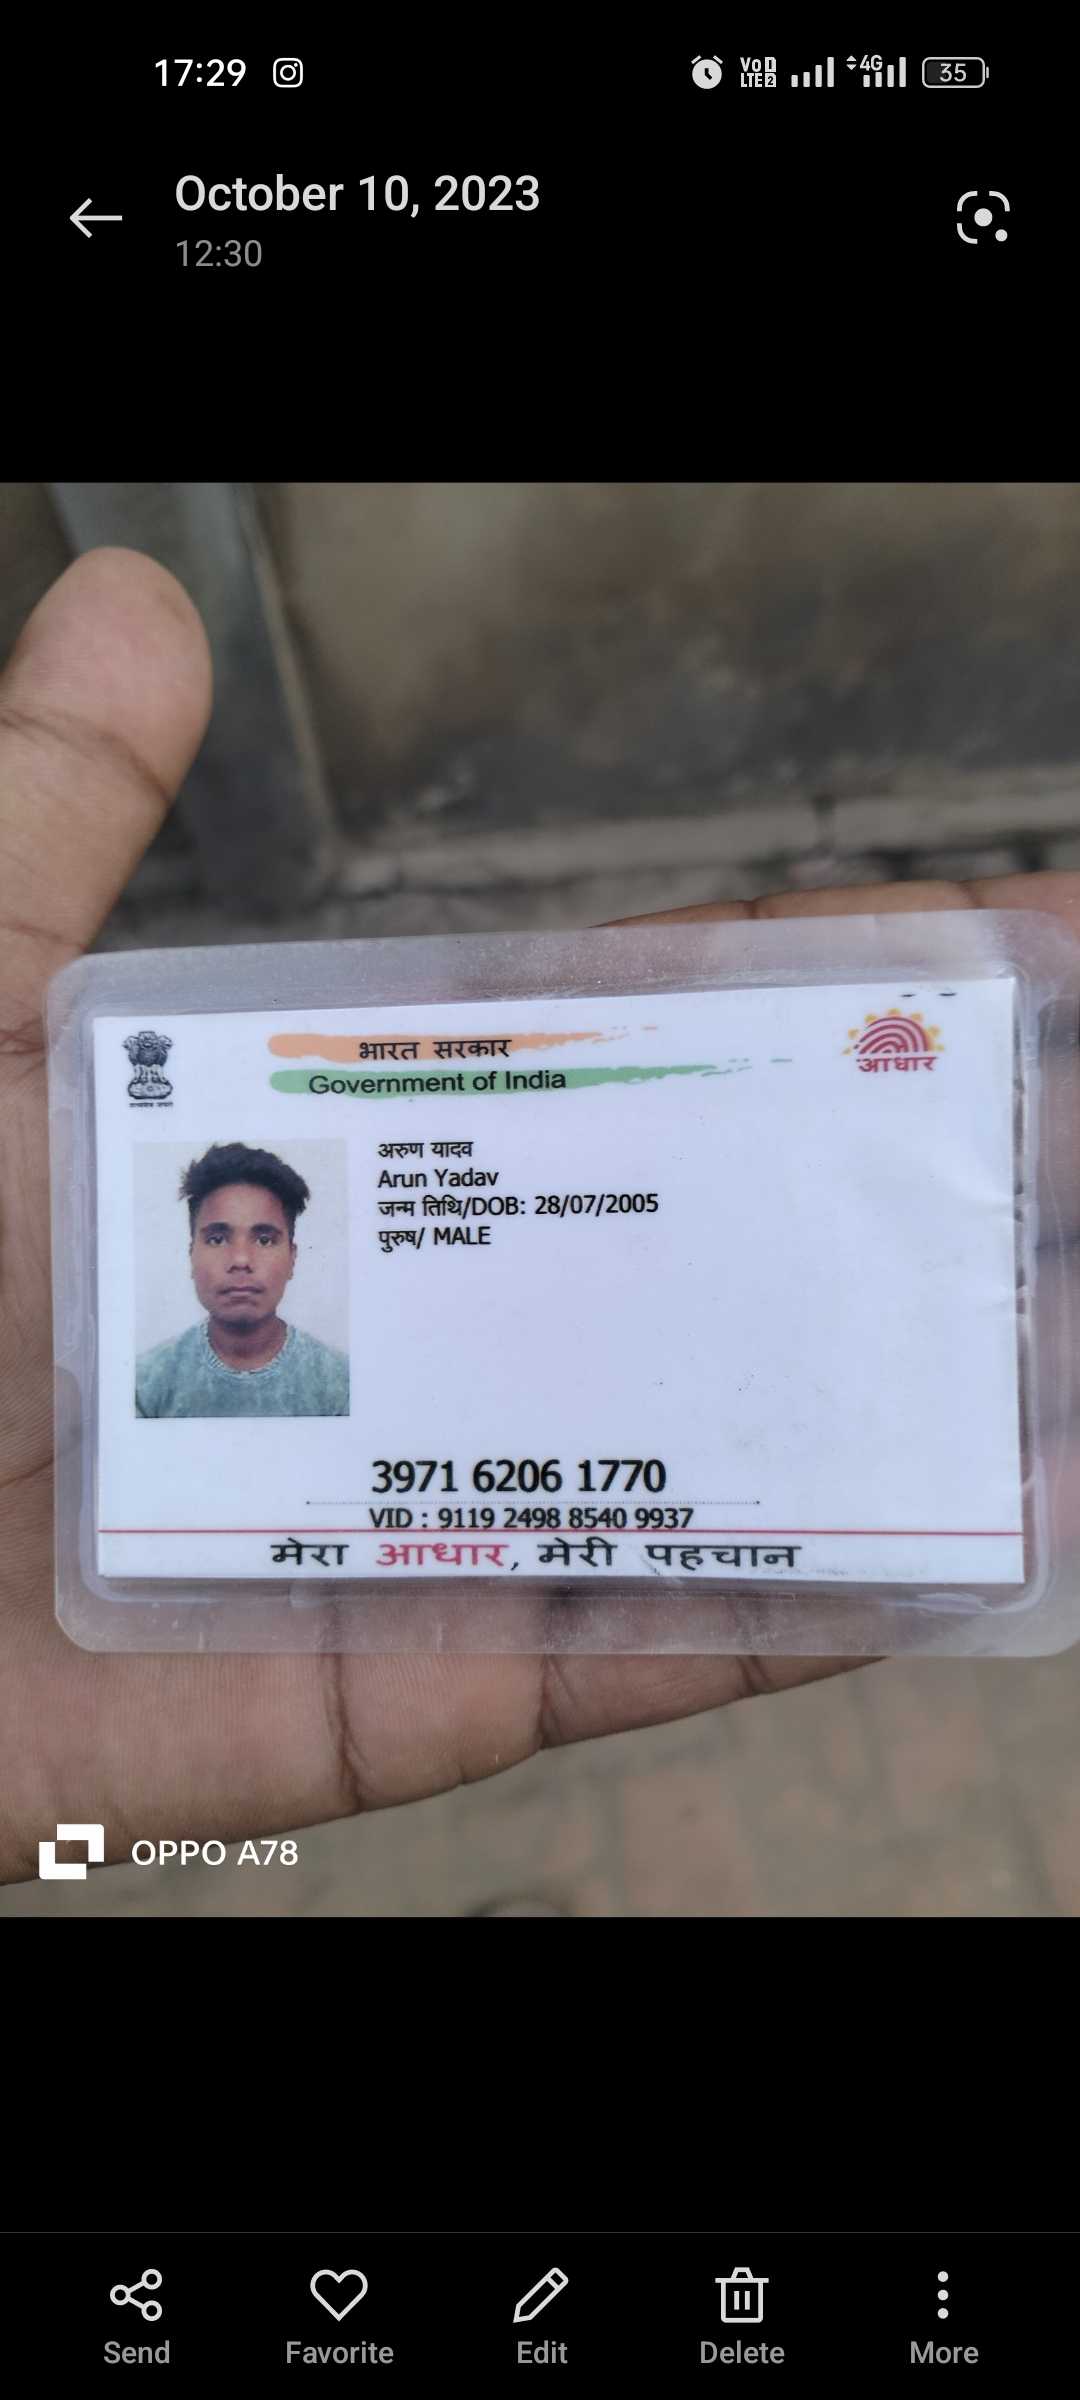 17:29
VoD LTE2 4G 35
October 10, 2023
12:30
भारत सरकार
Government of India
आधार
अरुण यादव
Arun Yadav
जन्म तिथि/DOB: 28/07/2005
पुरुष/ MALE
3971 6206 1770
VID : 9119 2498 8540 9937
मेरा आधार, मेरी पहचान
OPPO A78
Send Favorite Edit Delete More